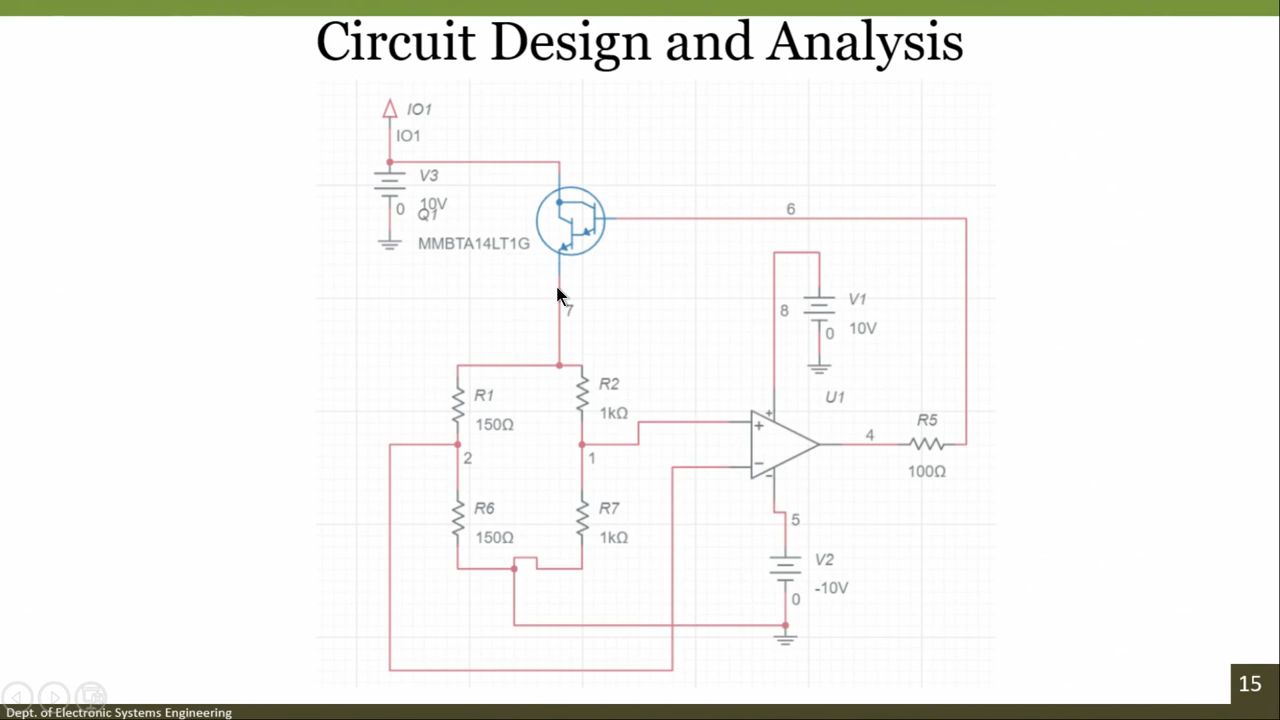 Circuit Design and Analysis
IO1
IO1
V3
10V
0
Q1
MMBTA14LT1G
6
7
8
V1
10V
0
R1
150Ω
R2
1kΩ
U1
+
+
−
−
4
R5
100Ω
2
1
R6
150Ω
R7
1kΩ
5
V2
-10V
0
15
Dept. of Electronic Systems Engineering